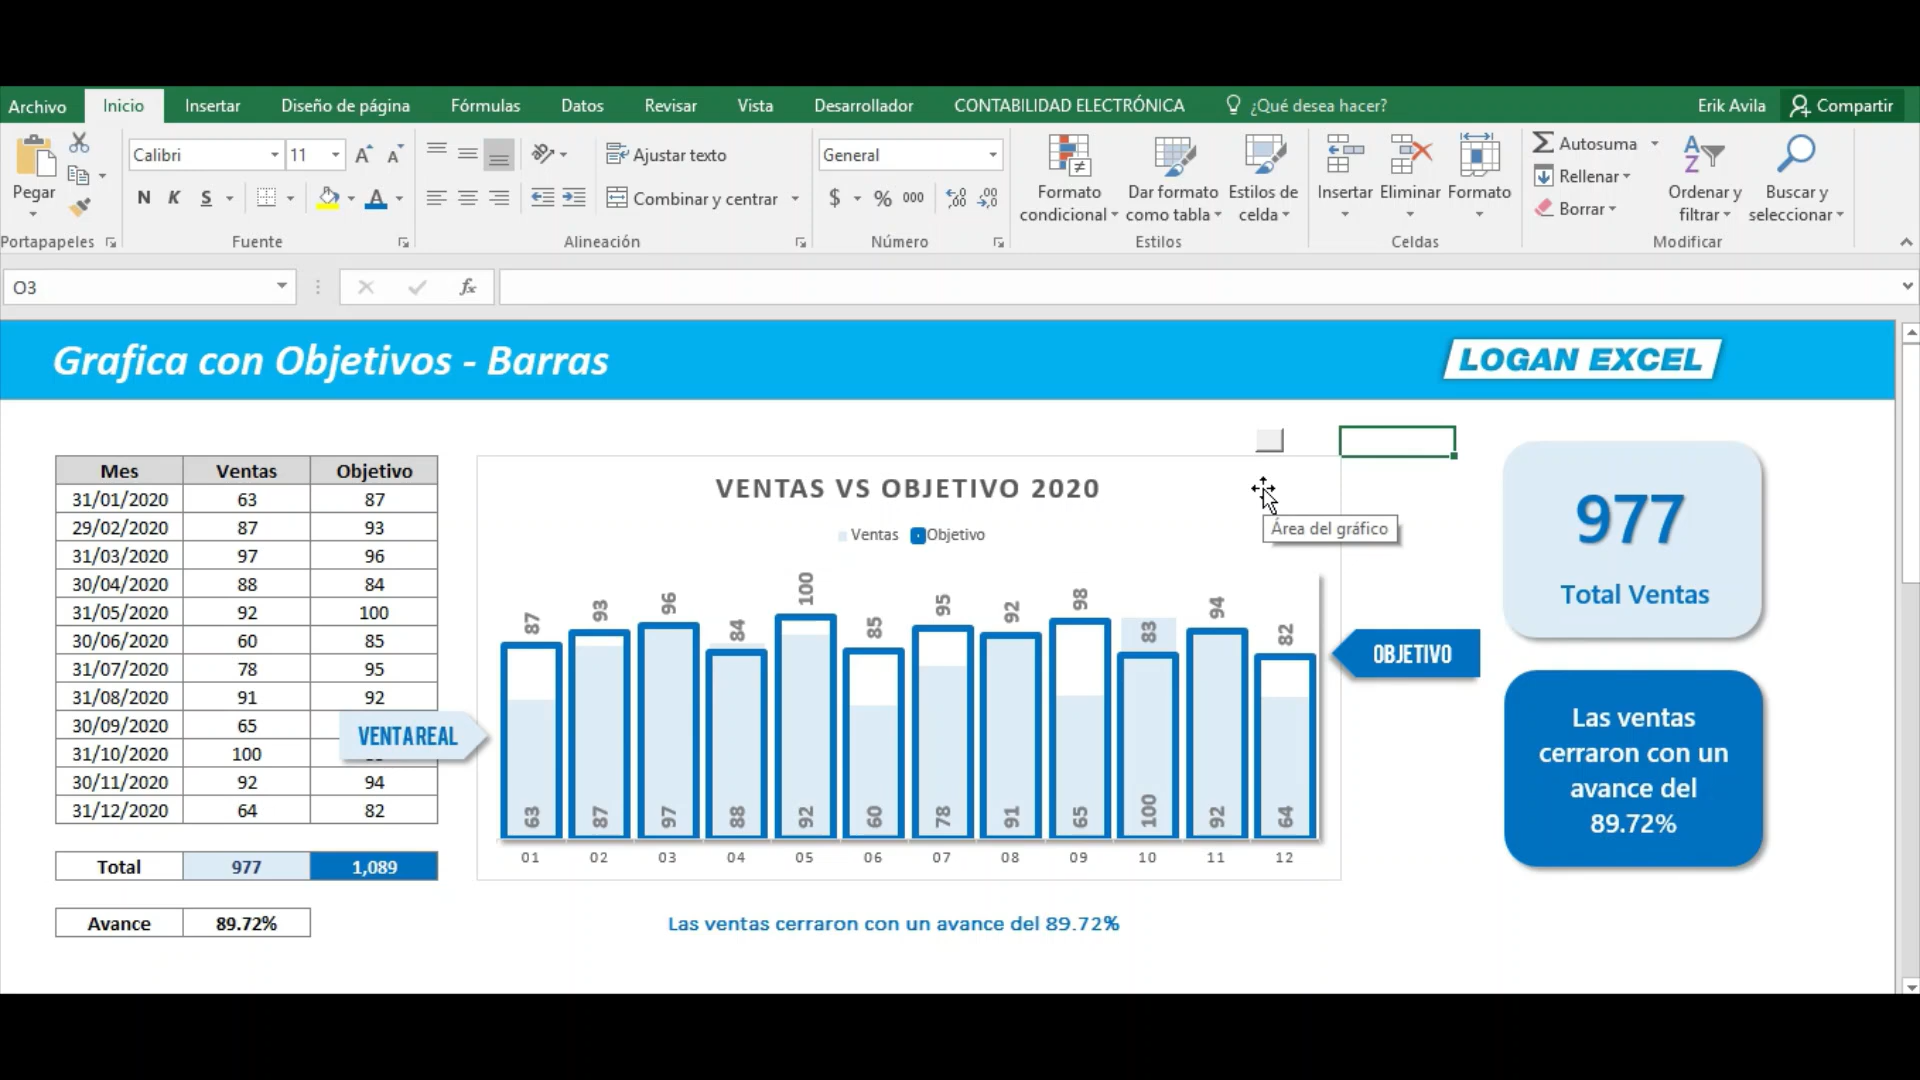 Archivo Inicio Insertar Diseño de página Fórmulas Datos Revisar Vista Desarrollador CONTABILIDAD ELECTRÓNICA ¿Qué desea hacer? Erik Avila Compartir
Pegar
Calibri 11
N K S
Ajustar texto
Combinar y centrar
General
$ % 000
Formato condicional
Dar formato como tabla
Estilos de celda
Insertar Eliminar Formato
Autosuma
Rellenar
Borrar
Ordenar y filtrar
Buscar y seleccionar
Portapapeles Fuente Alineación Número Estilos Celdas Modificar
O3 fx
Grafica con Objetivos - Barras
LOGAN EXCEL
Mes Ventas Objetivo
31/01/2020 63 87
29/02/2020 87 93
31/03/2020 97 96
30/04/2020 88 84
31/05/2020 92 100
30/06/2020 60 85
31/07/2020 78 95
31/08/2020 91 92
30/09/2020 65
31/10/2020 100
30/11/2020 92 94
31/12/2020 64 82
Total 977 1,089
Avance 89.72%
VENTA REAL
VENTAS VS OBJETIVO 2020
Ventas Objetivo
Área del gráfico
87 93 96 84 100 85 95 92 98 83 94 82
63 87 97 88 92 60 78 91 65 100 92 64
01 02 03 04 05 06 07 08 09 10 11 12
OBJETIVO
Las ventas cerraron con un avance del 89.72%
977
Total Ventas
Las ventas
cerraron con un
avance del
89.72%